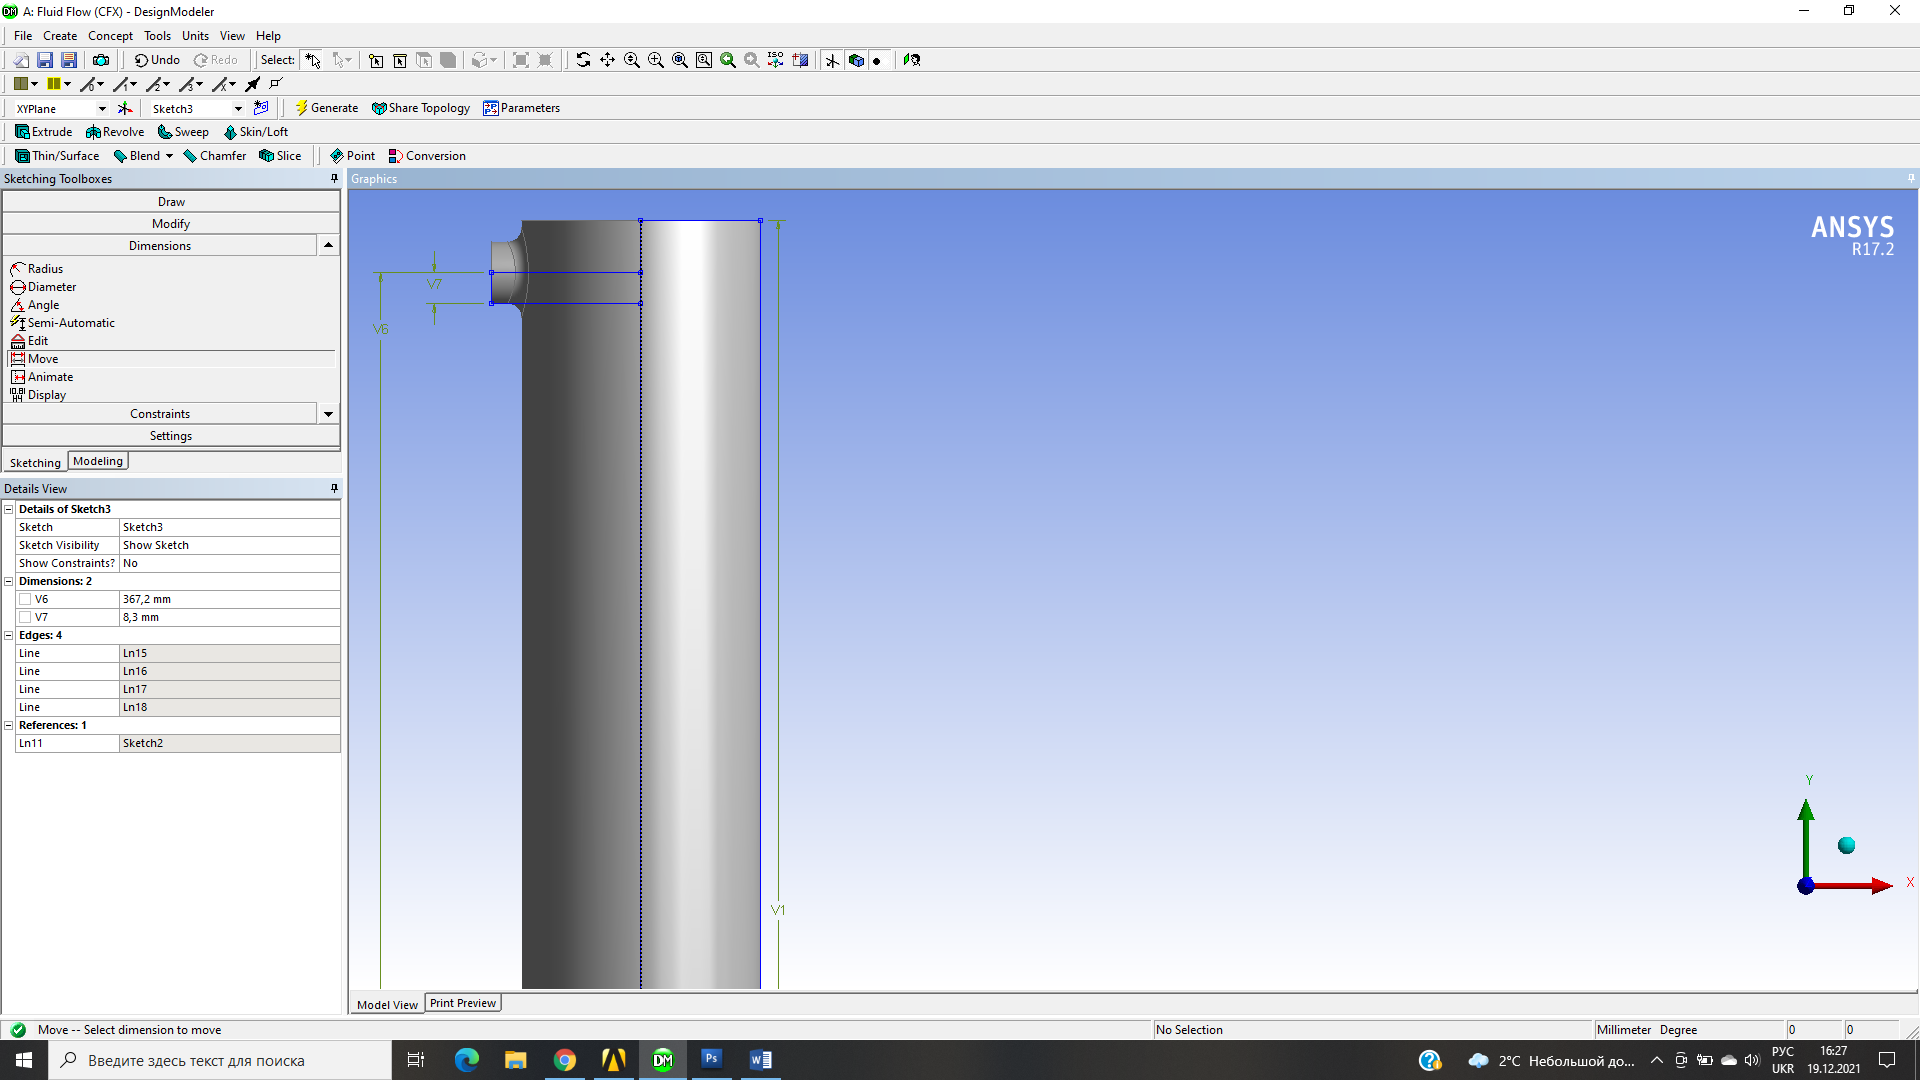 A: Fluid Flow (CFX) - DesignModeler
File Create Concept Tools Units View Help
Undo Redo Select:
XYPlane Sketch3 Generate Share Topology Parameters
Extrude Revolve Sweep Skin/Loft
Thin/Surface Blend Chamfer Slice Point Conversion
Sketching Toolboxes
Draw
Modify
Dimensions
Radius
Diameter
Angle
Semi-Automatic
Edit
Move
Animate
Display
Constraints
Settings
Sketching Modeling
Details View
Details of Sketch3
Sketch Sketch3
Sketch Visibility Show Sketch
Show Constraints? No
Dimensions: 2
V6 367,2 mm
V7 8,3 mm
Edges: 4
Line Ln15
Line Ln16
Line Ln17
Line Ln18
References: 1
Ln11 Sketch2
Graphics
ANSYS
R17.2
V7
V6
V1
Y
X
Model View Print Preview
Move -- Select dimension to move No Selection Millimeter Degree 0 0
Введите здесь текст для поиска
2°C Небольшой до...
РУС
UKR
16:27
19.12.2021